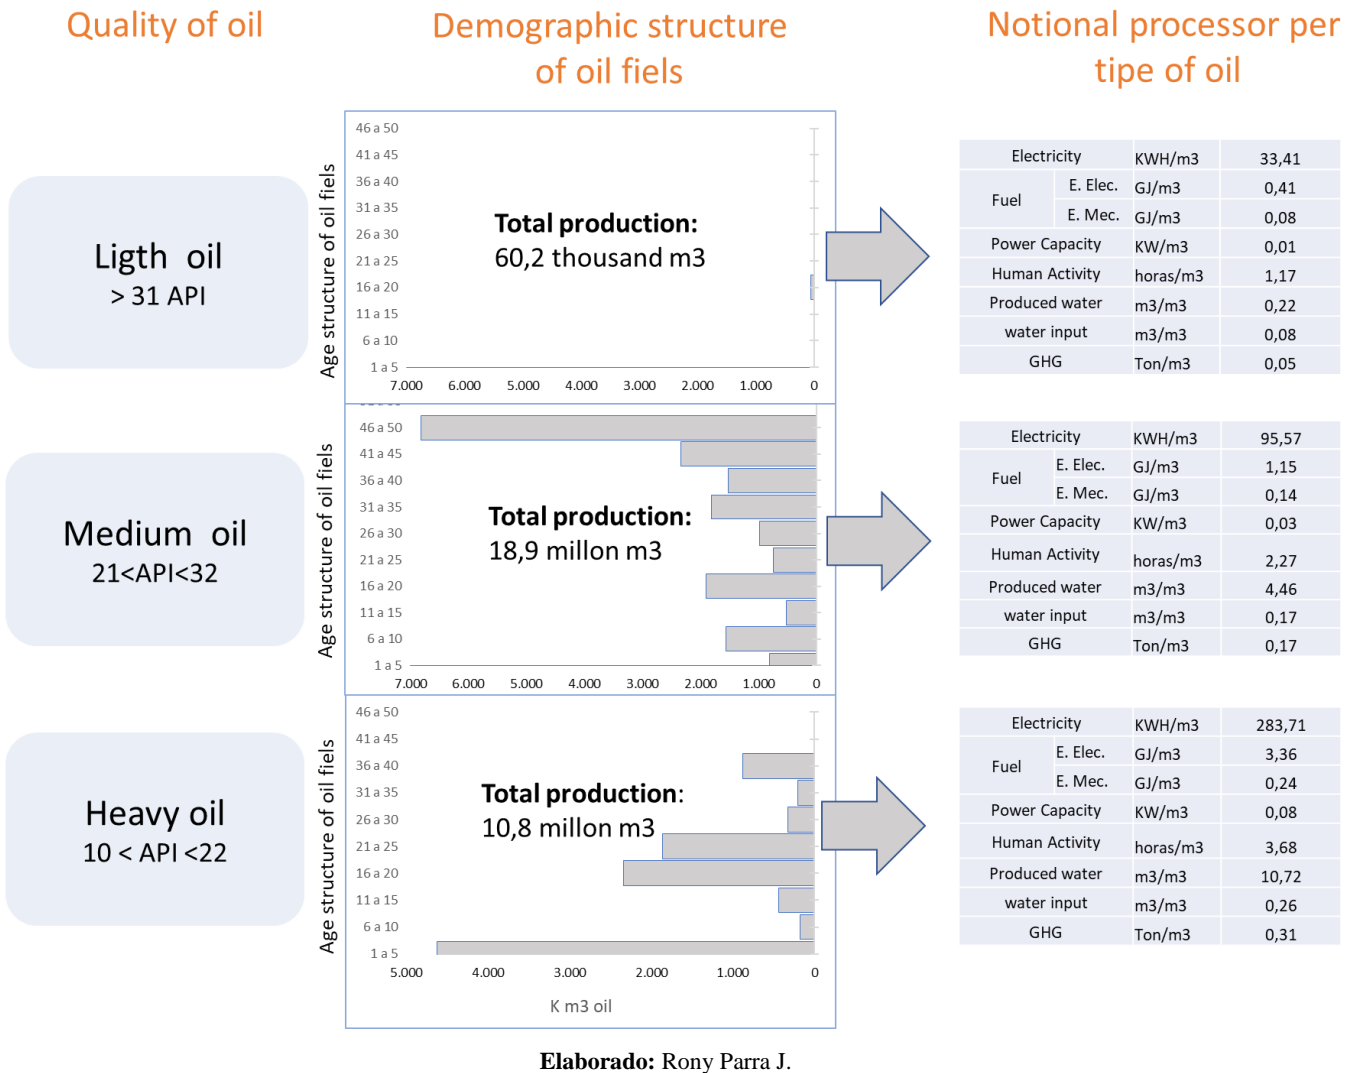 Quality of oil
Demographic structure
of oil fiels
Notional processor per
tipe of oil
Ligth oil
> 31 API
Age structure of oil fiels
46 a 50
41 a 45
36 a 40
31 a 35
26 a 30
21 a 25
16 a 20
11 a 15
6 a 10
1 a 5
7.000 6.000 5.000 4.000 3.000 2.000 1.000 0
Total production:
60,2 thousand m3
Electricity KWH/m3 33,41
Fuel
E. Elec. GJ/m3 0,41
E. Mec. GJ/m3 0,08
Power Capacity KW/m3 0,01
Human Activity horas/m3 1,17
Produced water m3/m3 0,22
water input m3/m3 0,08
GHG Ton/m3 0,05
Medium oil
21<API<32
Age structure of oil fiels
46 a 50
41 a 45
36 a 40
31 a 35
26 a 30
21 a 25
16 a 20
11 a 15
6 a 10
1 a 5
7.000 6.000 5.000 4.000 3.000 2.000 1.000 0
Total production:
18,9 millon m3
Electricity KWH/m3 95,57
Fuel
E. Elec. GJ/m3 1,15
E. Mec. GJ/m3 0,14
Power Capacity KW/m3 0,03
Human Activity horas/m3 2,27
Produced water m3/m3 4,46
water input m3/m3 0,17
GHG Ton/m3 0,17
Heavy oil
10 < API <22
Age structure of oil fiels
46 a 50
41 a 45
36 a 40
31 a 35
26 a 30
21 a 25
16 a 20
11 a 15
6 a 10
1 a 5
5.000 4.000 3.000 2.000 1.000 0
K m3 oil
Total production:
10,8 millon m3
Electricity KWH/m3 283,71
Fuel
E. Elec. GJ/m3 3,36
E. Mec. GJ/m3 0,24
Power Capacity KW/m3 0,08
Human Activity horas/m3 3,68
Produced water m3/m3 10,72
water input m3/m3 0,26
GHG Ton/m3 0,31
Elaborado: Rony Parra J.